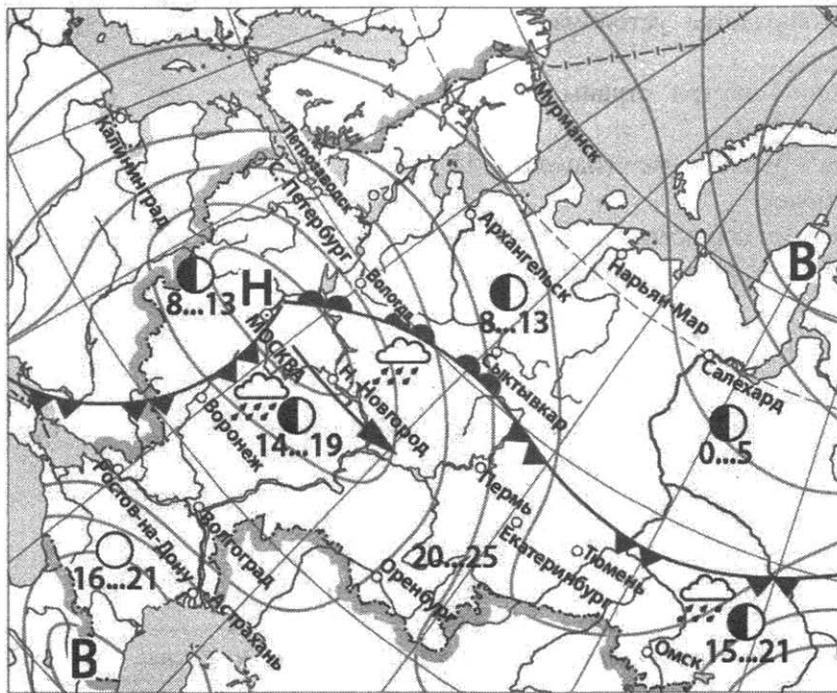 Мурманск
Калининград
Петрозаводск
С.-Петербург
Архангельск
Нарьян-Мар
В
8...13
Н
Вологда
8...13
МОСКВА
Н. Новгород
Сыктывкар
Салехард
Воронеж
14...19
0...5
Ростов-на-Дону
Волгоград
Пермь
Екатеринбург
Тюмень
20...25
16...21
Оренбург
Астрахань
15...21
Омск
В